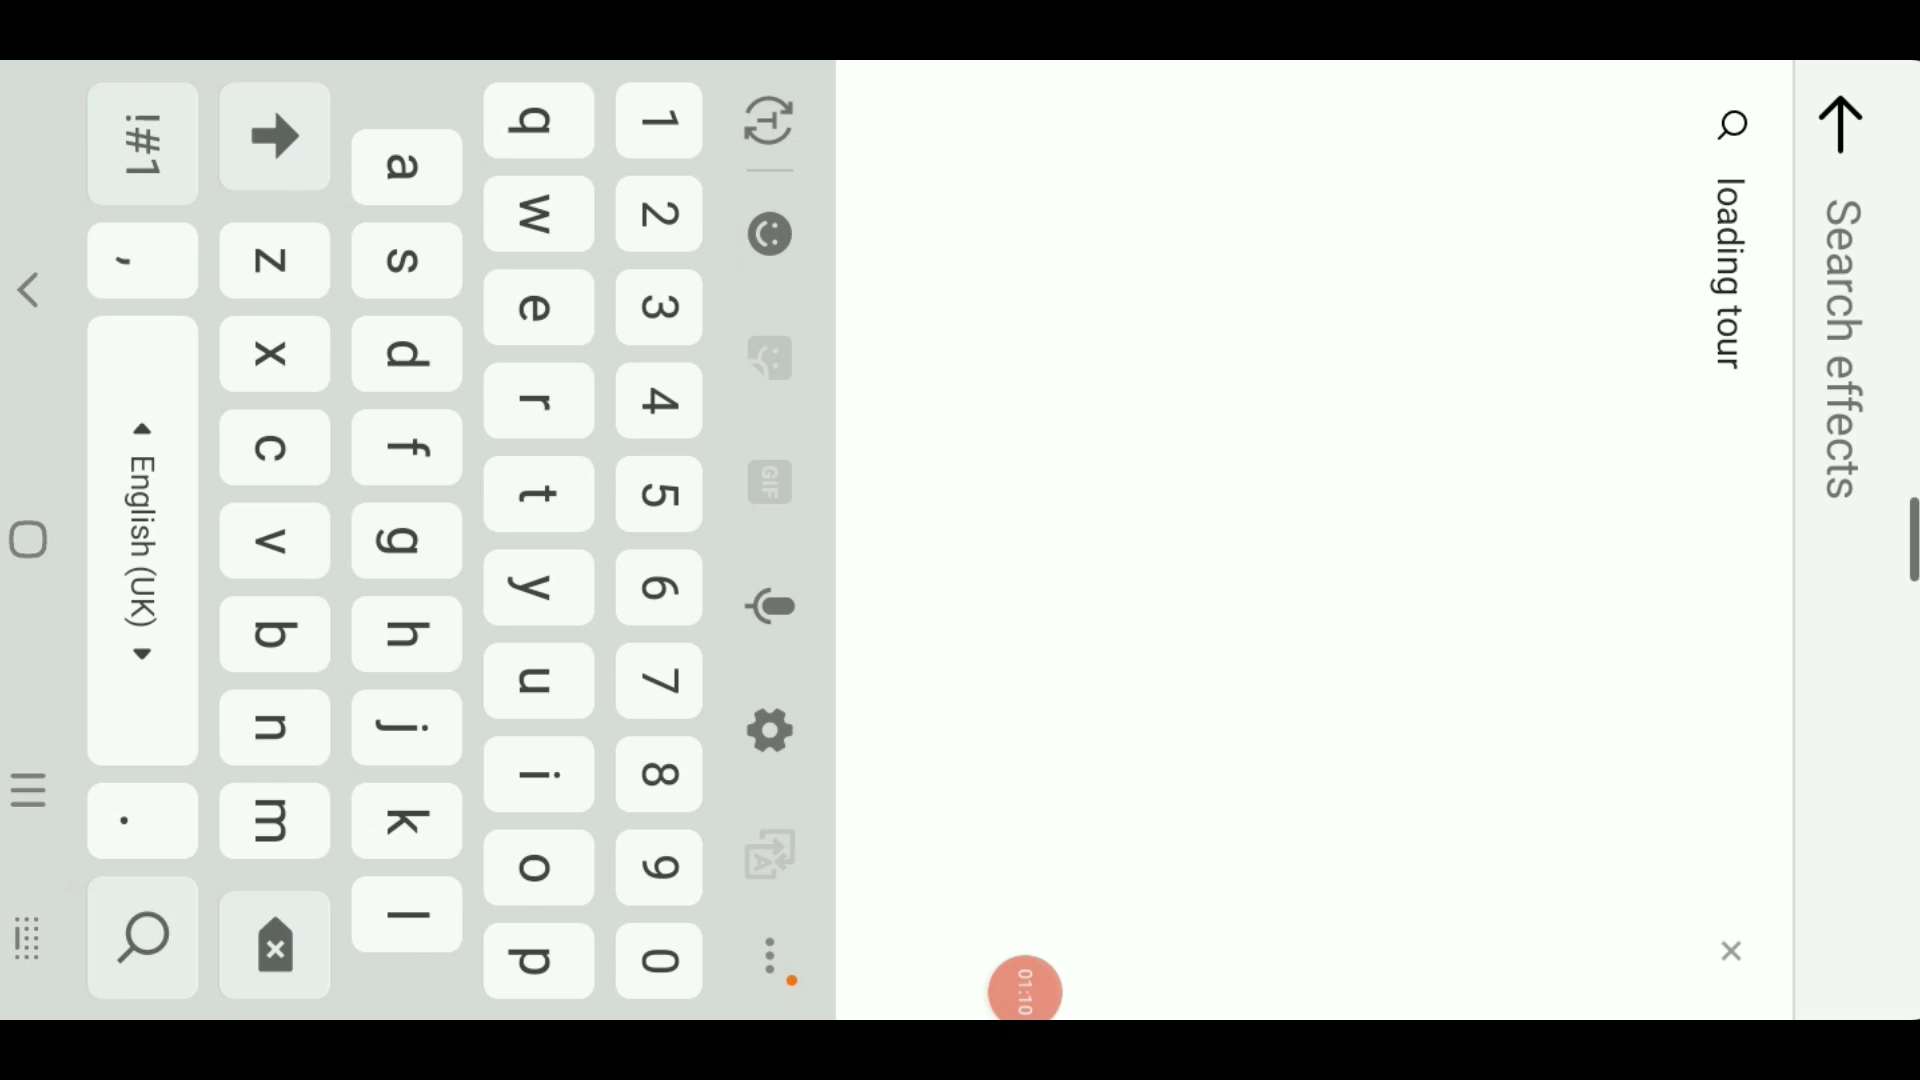 Search effects
loading tour
01:10
T
GIF
A
1 2 3 4 5 6 7 8 9 0
q w e r t y u i o p
a s d f g h j k l
z x c v b n m
!#1 , English (UK) .